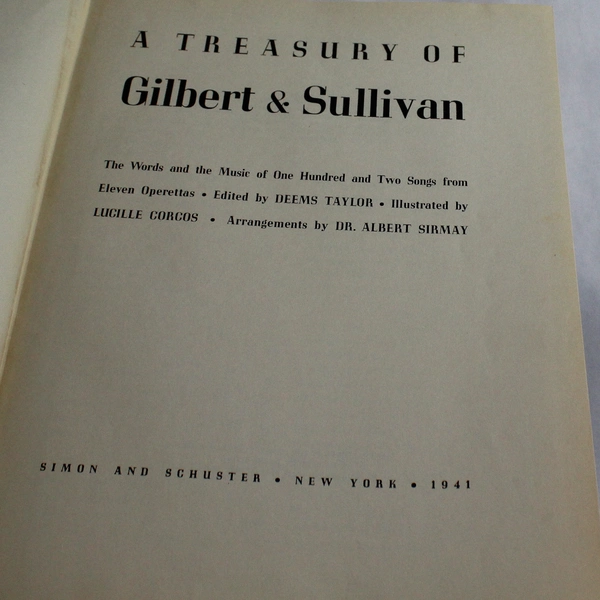 A TREASURY OF
Gilbert & Sullivan
The Words and the Music of One Hundred and Two Songs from
Eleven Operettas • Edited by DEEMS TAYLOR • Illustrated by
LUCILLE CORCOS • Arrangements by DR. ALBERT SIRMAY
SIMON AND SCHUSTER • NEW YORK • 1941